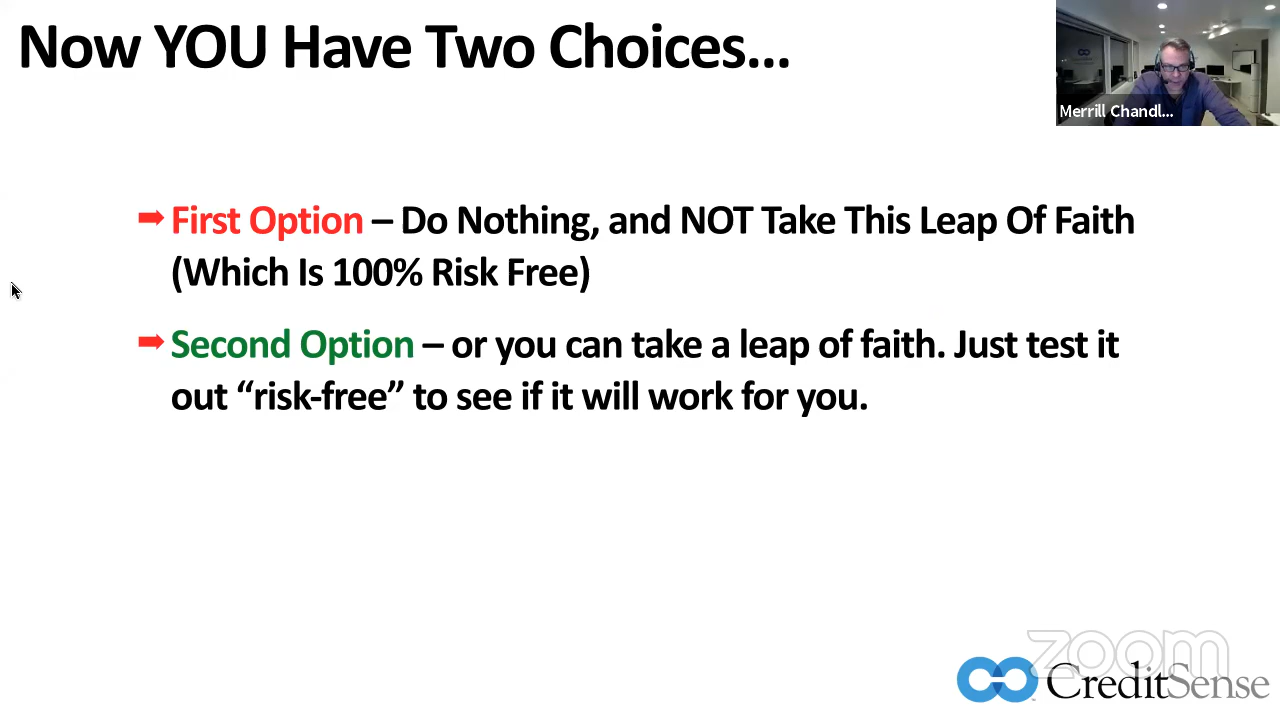 Now YOU Have Two Choices...
Merrill Chandl...
➡ First Option – Do Nothing, and NOT Take This Leap Of Faith
(Which Is 100% Risk Free)
➡ Second Option – or you can take a leap of faith. Just test it
out “risk-free” to see if it will work for you.
zoom
CreditSense